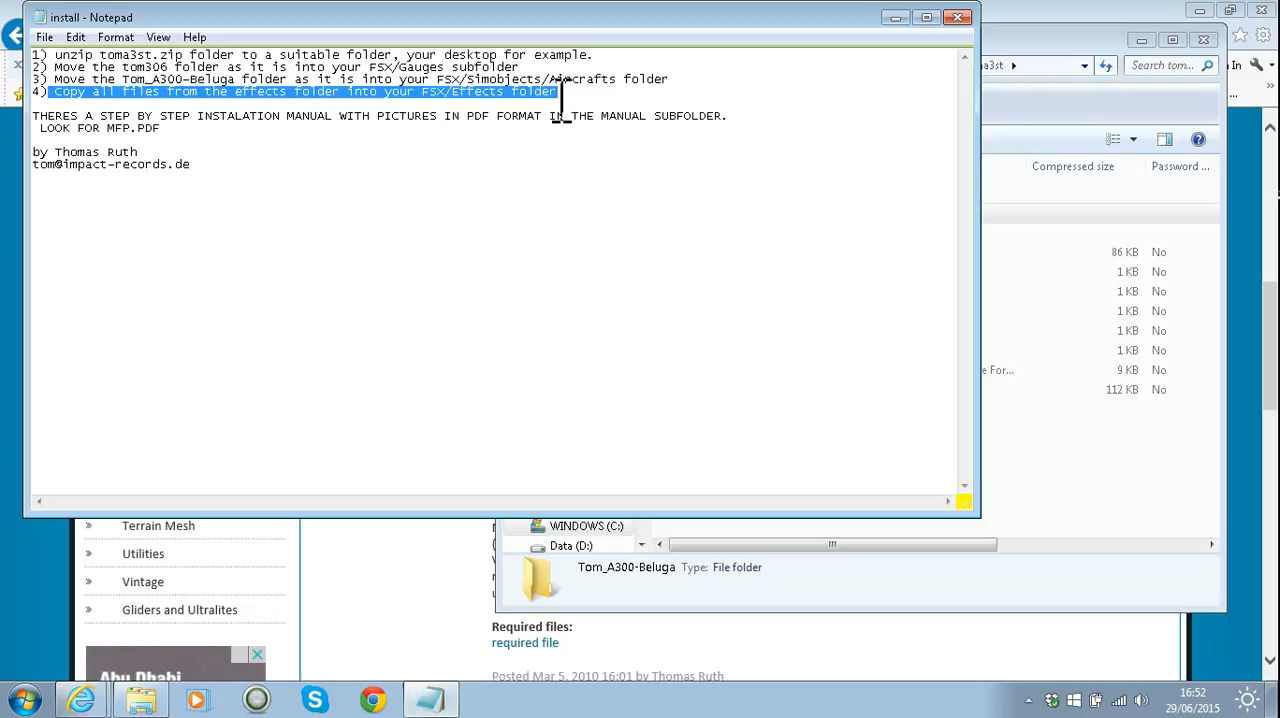 install - Notepad
File Edit Format View Help
1) unzip toma3st.zip folder to a suitable folder, your desktop for example.
2) Move the tom306 folder as it is into your FSX/Gauges subfolder
3) Move the Tom_A300-Beluga folder as it is into your FSX/Simobjects/Aircrafts folder
4) Copy all files from the effects folder into your FSX/Effects folder
THERES A STEP BY STEP INSTALATION MANUAL WITH PICTURES IN PDF FORMAT IN THE MANUAL SUBFOLDER.
LOOK FOR MFP.PDF
by Thomas Ruth
tom@impact-records.de
a3st
Search tom...
Compressed size Password ...
86 KB No
1 KB No
1 KB No
1 KB No
1 KB No
1 KB No
e For... 9 KB No
112 KB No
WINDOWS (C:)
Data (D:)
Tom_A300-Beluga Type: File folder
Terrain Mesh
Utilities
Vintage
Gliders and Ultralites
Abu Dhabi
Required files:
required file
Posted Mar 5, 2010 16:01 by Thomas Ruth
16:52
29/06/2015